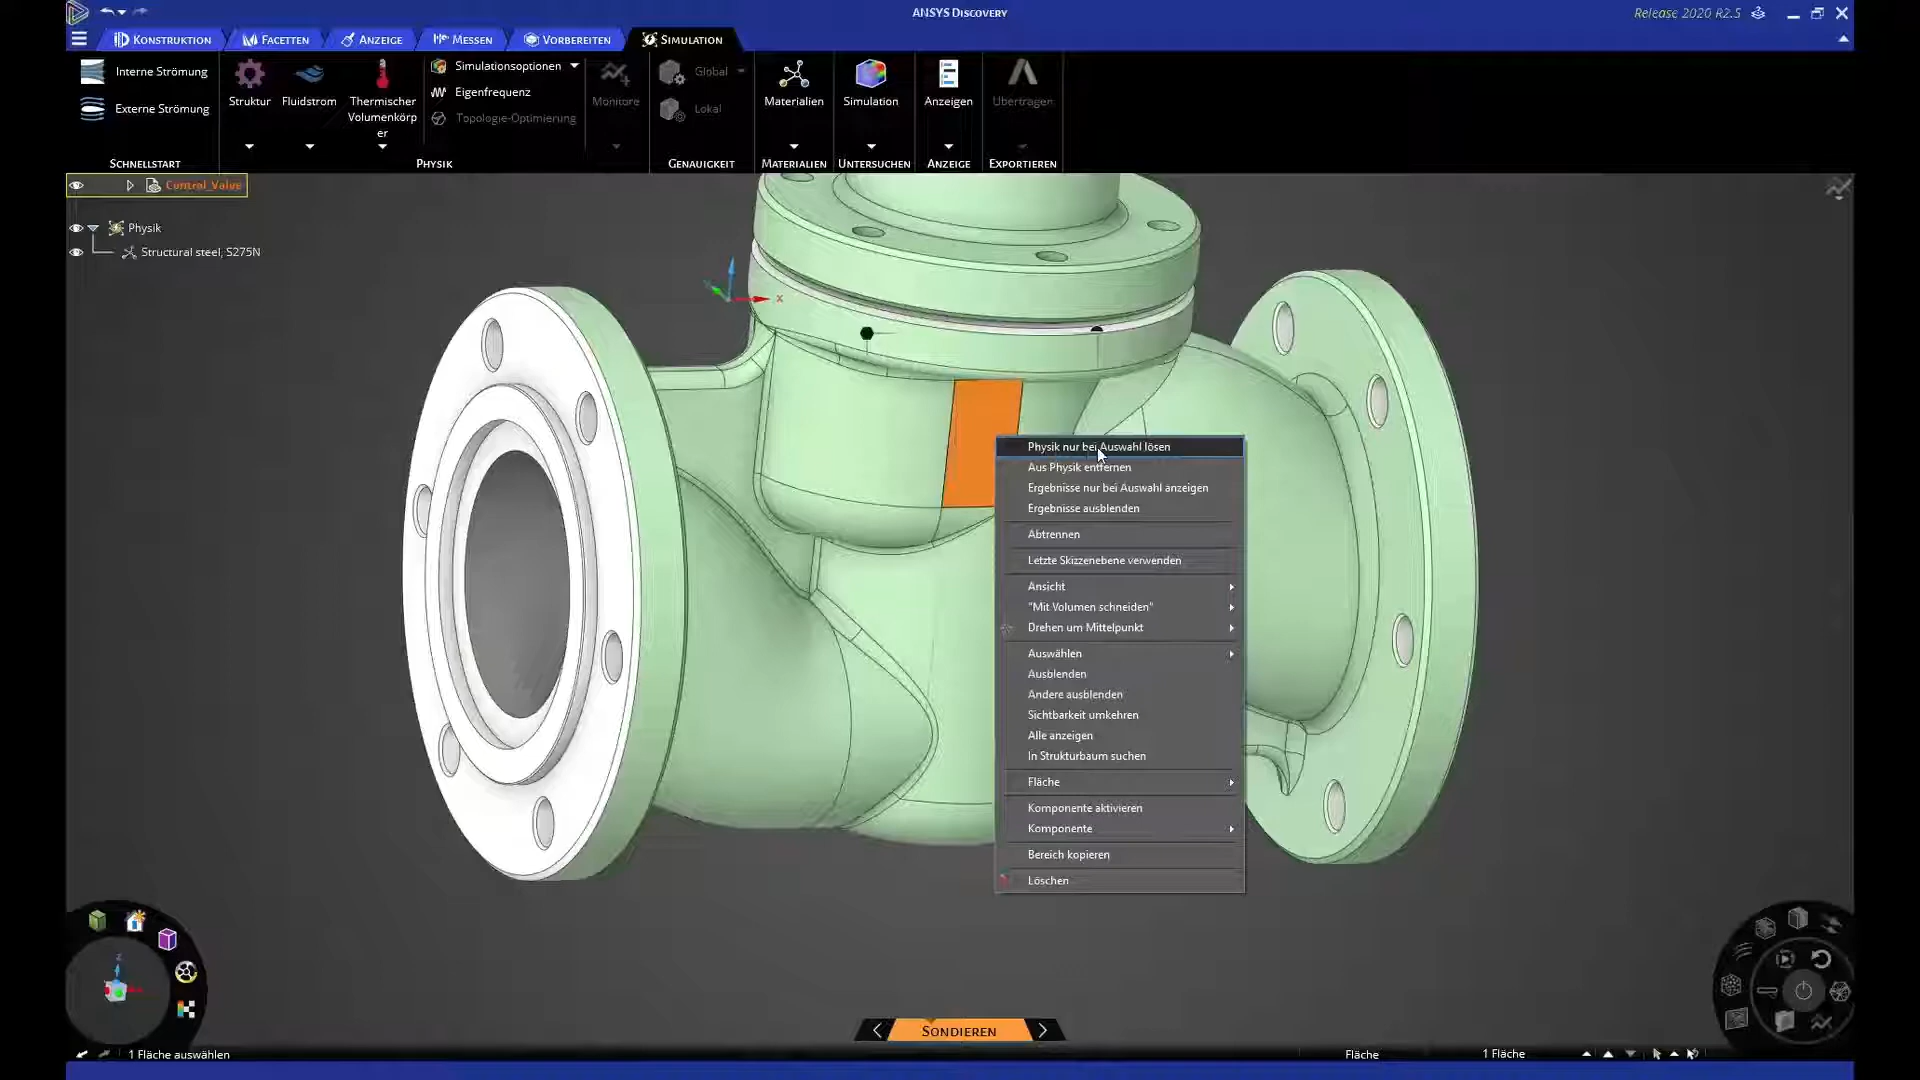 ANSYS DISCOVERY
Release 2020 R2.5
KONSTRUKTION
FACETTEN
ANZEIGE
MESSEN
VORBEREITEN
SIMULATION
Interne Strömung
Externe Strömung
SCHNELLSTART
Struktur
Fluidstrom
Thermischer
Volumenkörp
er
Simulationsoptionen
Eigenfrequenz
Topologie-Optimierung
PHYSIK
Monitore
Global
Lokal
GENAUIGKEIT
Materialien
MATERIALIEN
Simulation
UNTERSUCHEN
Anzeigen
ANZEIGE
Übertragen
EXPORTIEREN
Control_Valve
Physik
Structural steel, S275N
X
Physik nur bei Auswahl lösen
Aus Physik entfernen
Ergebnisse nur bei Auswahl anzeigen
Ergebnisse ausblenden
Abtrennen
Letzte Skizzenebene verwenden
Ansicht
"Mit Volumen schneiden"
Drehen um Mittelpunkt
Auswählen
Ausblenden
Andere ausblenden
Sichtbarkeit umkehren
Alle anzeigen
In Strukturbaum suchen
Fläche
Komponente aktivieren
Komponente
Bereich kopieren
Löschen
Z
SONDIEREN
1 Fläche auswählen
Fläche
1 Fläche